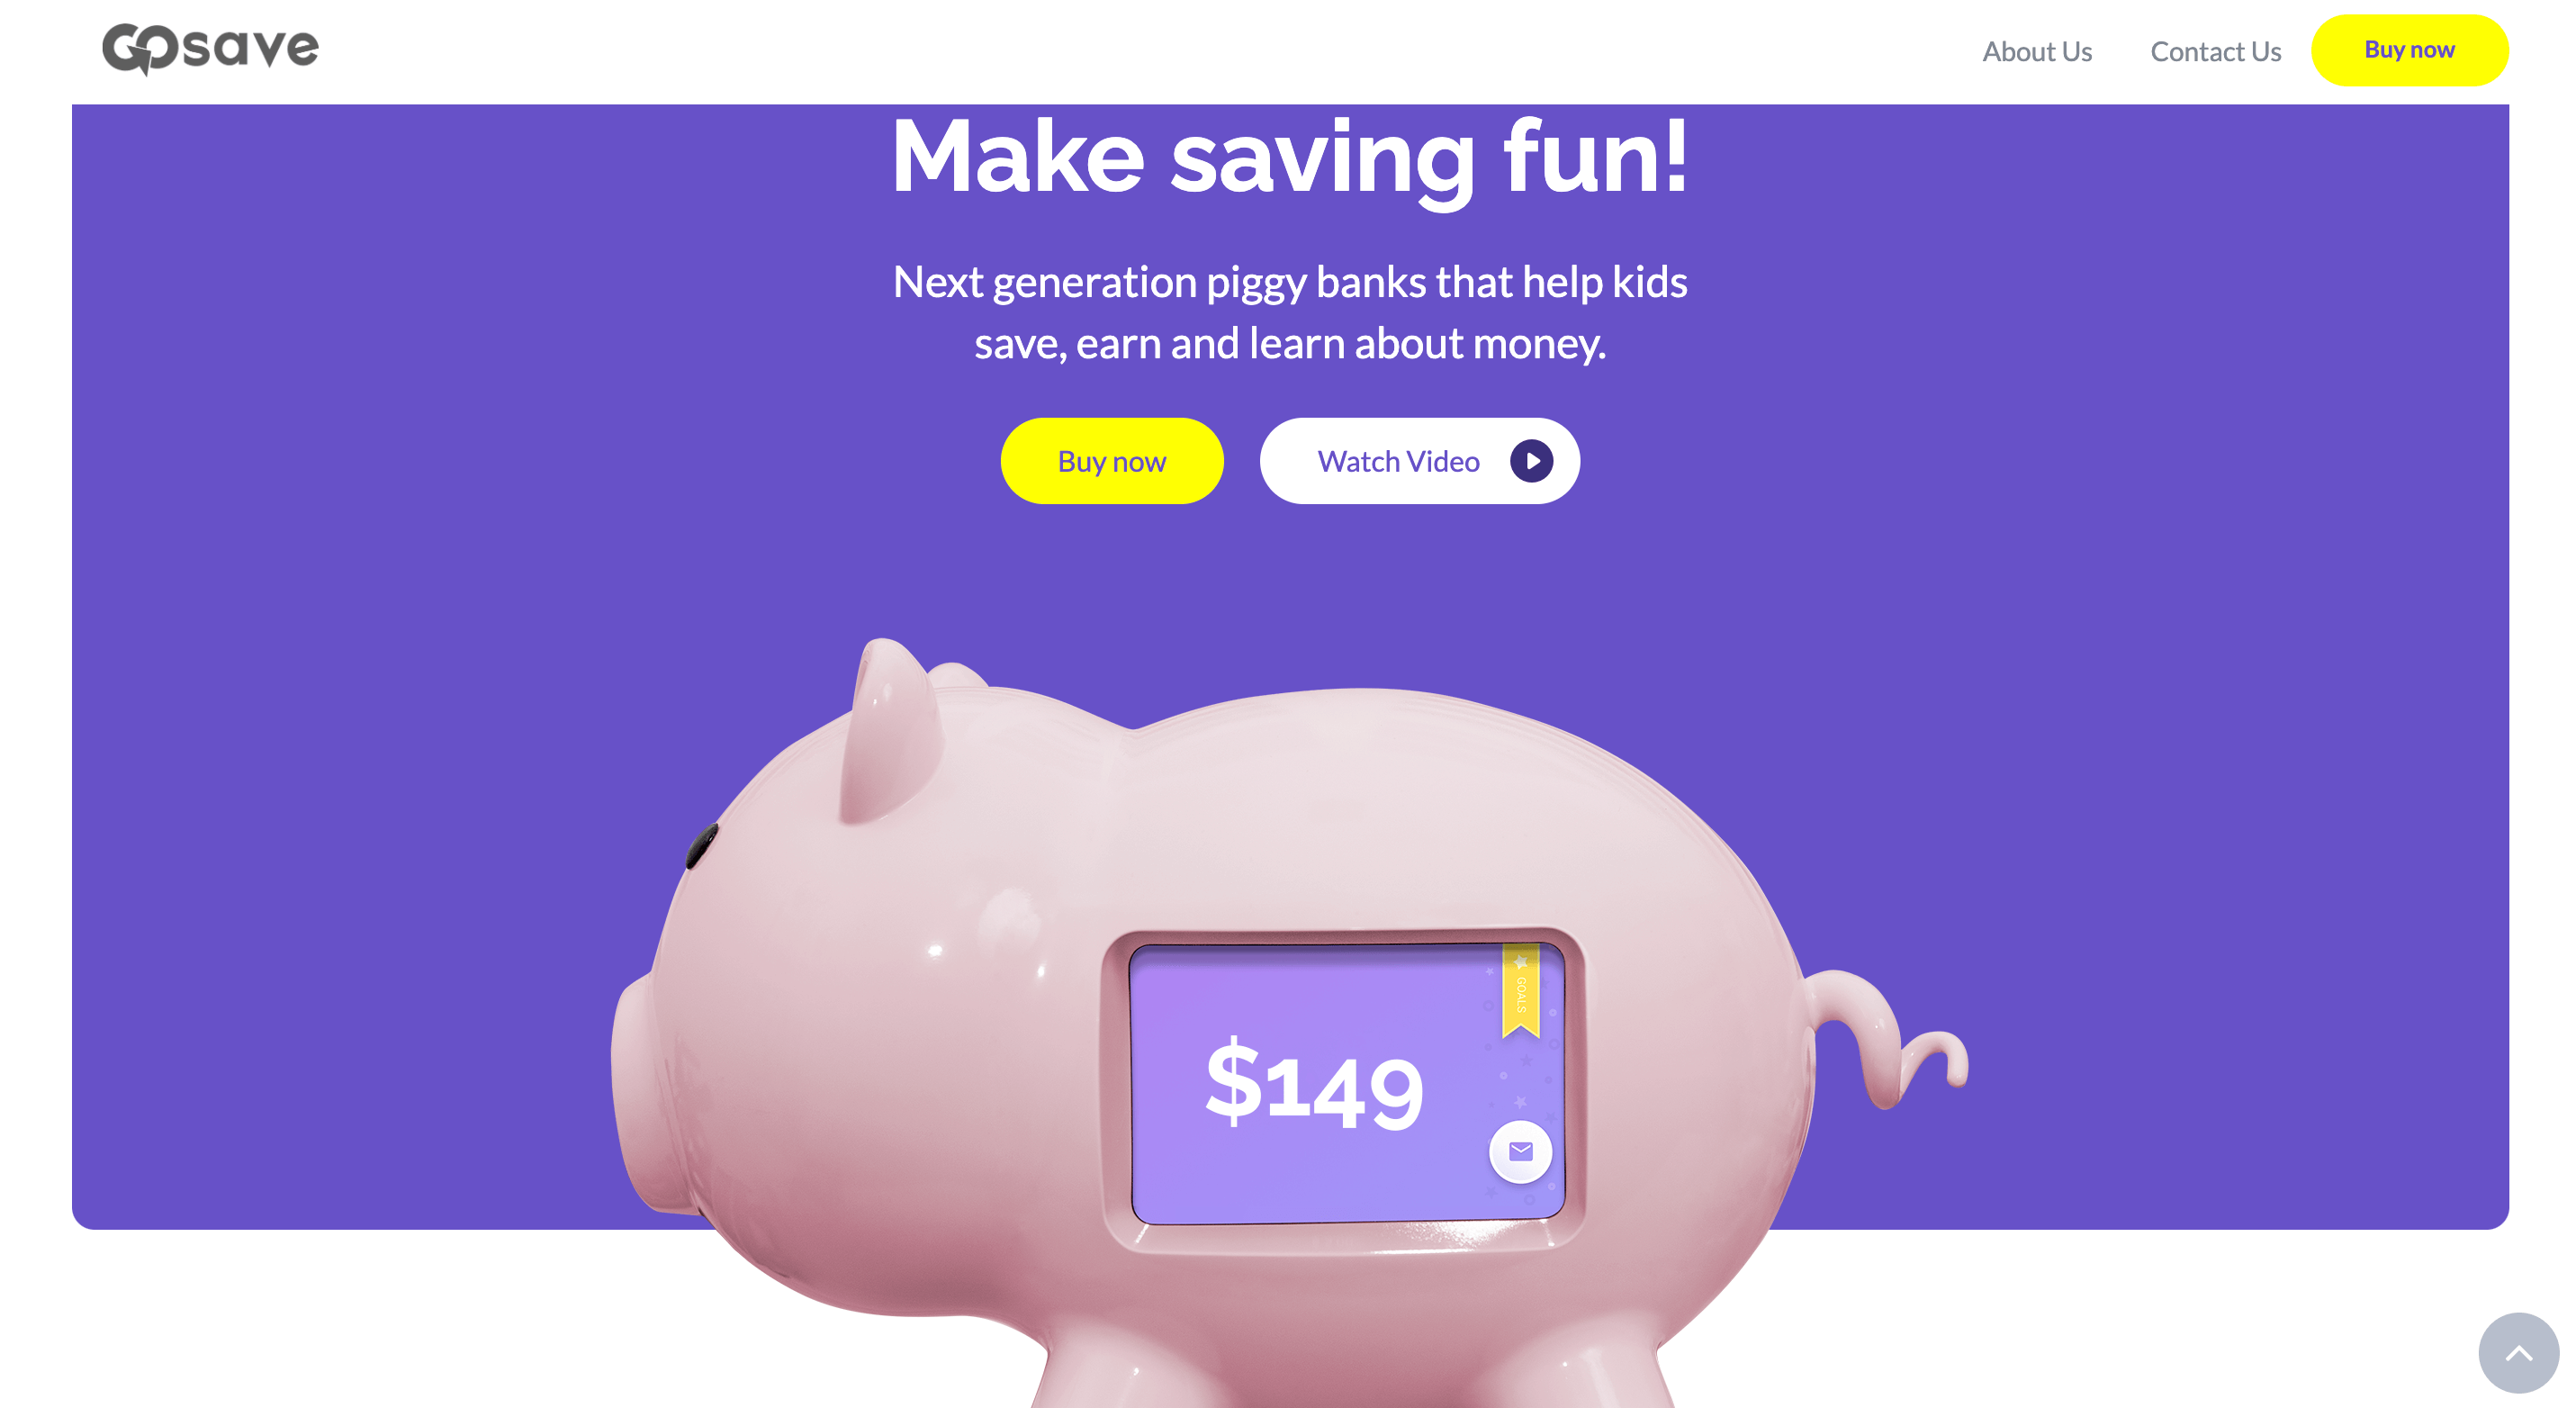 GOsave
About Us
Contact Us
Buy now
Make saving fun!
Next generation piggy banks that help kids
save, earn and learn about money.
Buy now
Watch Video
GOALS
$149